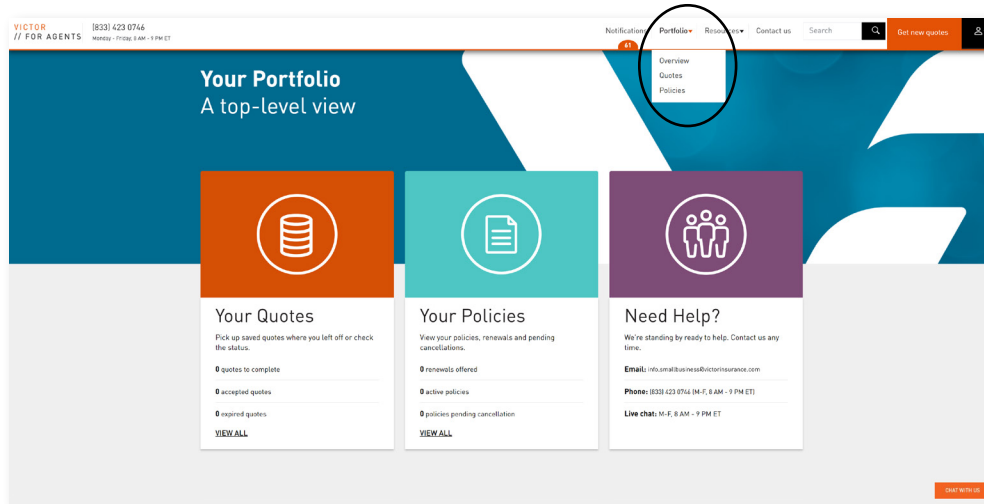 VICTOR
// FOR AGENTS
(833) 423 0746
Monday - Friday, 8 AM - 9 PM ET
Notifications
61
Portfolio▾
Resources▾
Contact us
Search
Get new quotes
Overview
Quotes
Policies
Your Portfolio
A top-level view
Your Quotes
Pick up saved quotes where you left off or check
the status.
0 quotes to complete
0 accepted quotes
0 expired quotes
VIEW ALL
Your Policies
View your policies, renewals and pending
cancellations.
0 renewals offered
0 active policies
0 policies pending cancellation
VIEW ALL
Need Help?
We're standing by ready to help. Contact us any
time.
Email: info.smallbusiness@victorinsurance.com
Phone: (833) 423 0746 (M-F, 8 AM - 9 PM ET)
Live chat: M-F, 8 AM - 9 PM ET
CHAT WITH US